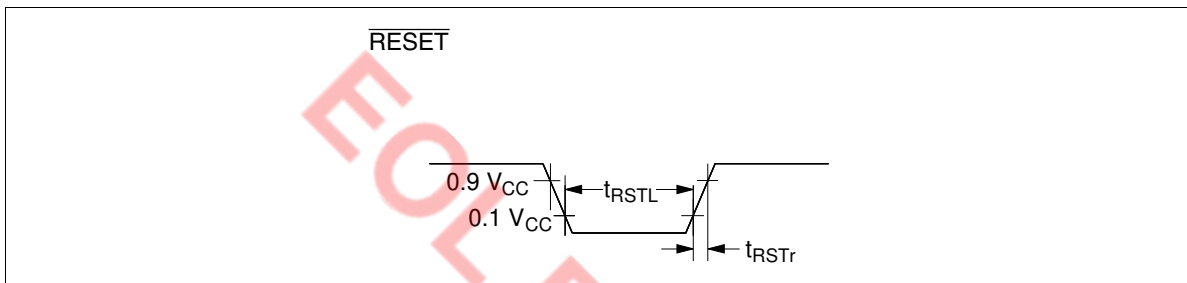 RESET
0.9 VCC
tRSTL
0.1 VCC
tRSTr
EOL